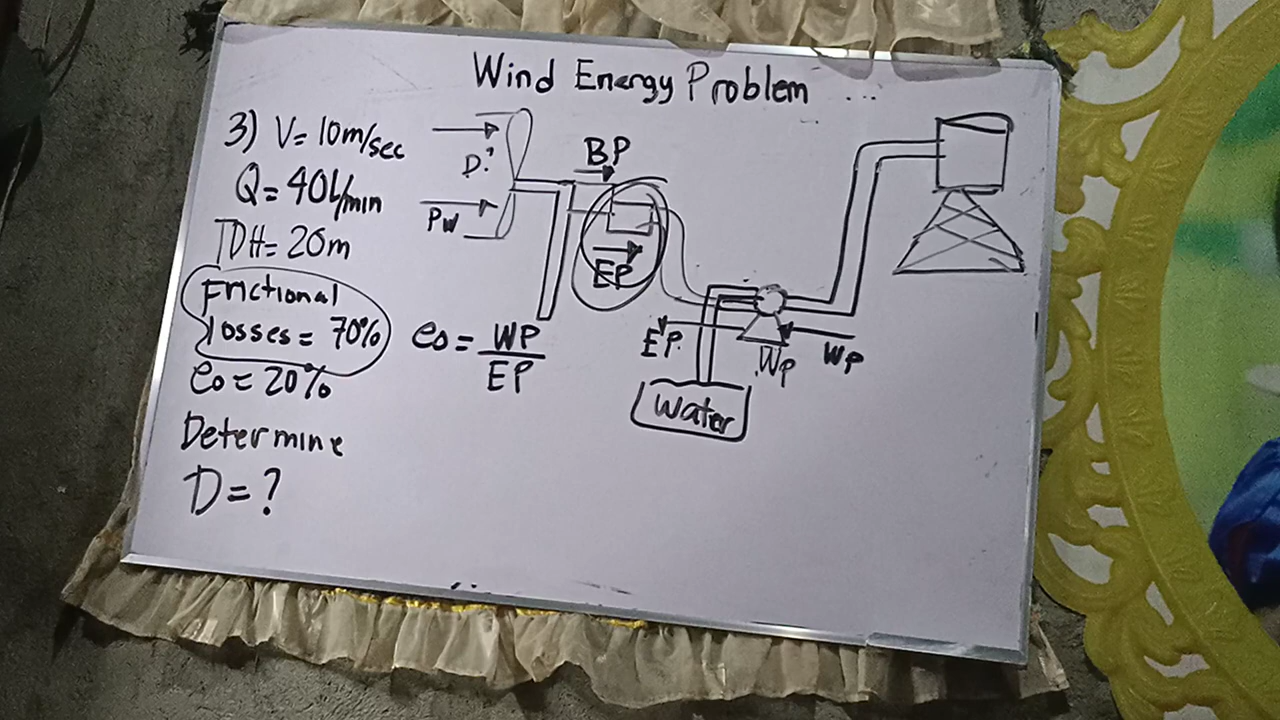 Wind Energy Problem ...
3) V= 10m/sec
Q= 40L/min
TDH= 20m
Frictional
losses= 70%
eo= 20%
Determine
D=?
D?
PW
BP
EP
eo= WP
EP
EP
WP
WP
Water